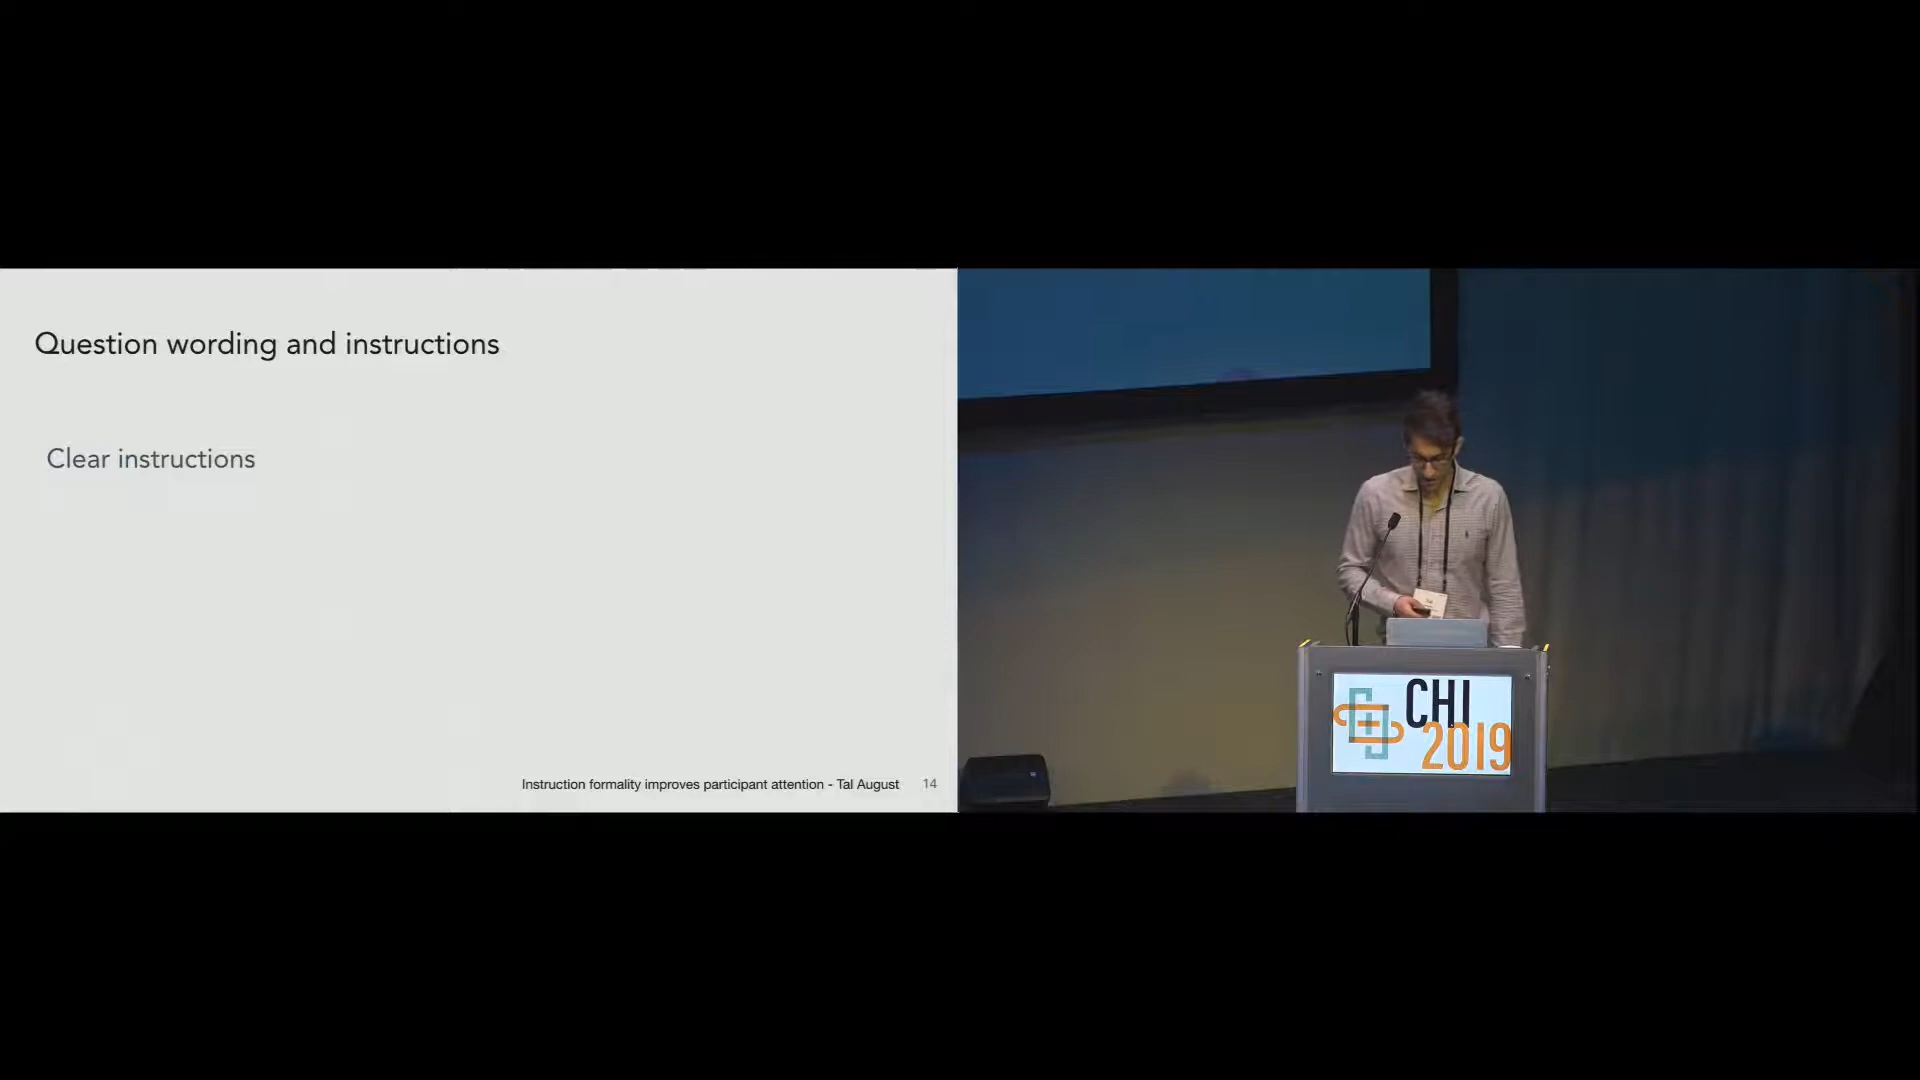 Question wording and instructions
Clear instructions
Instruction formality improves participant attention - Tal August 14
CHI
2019